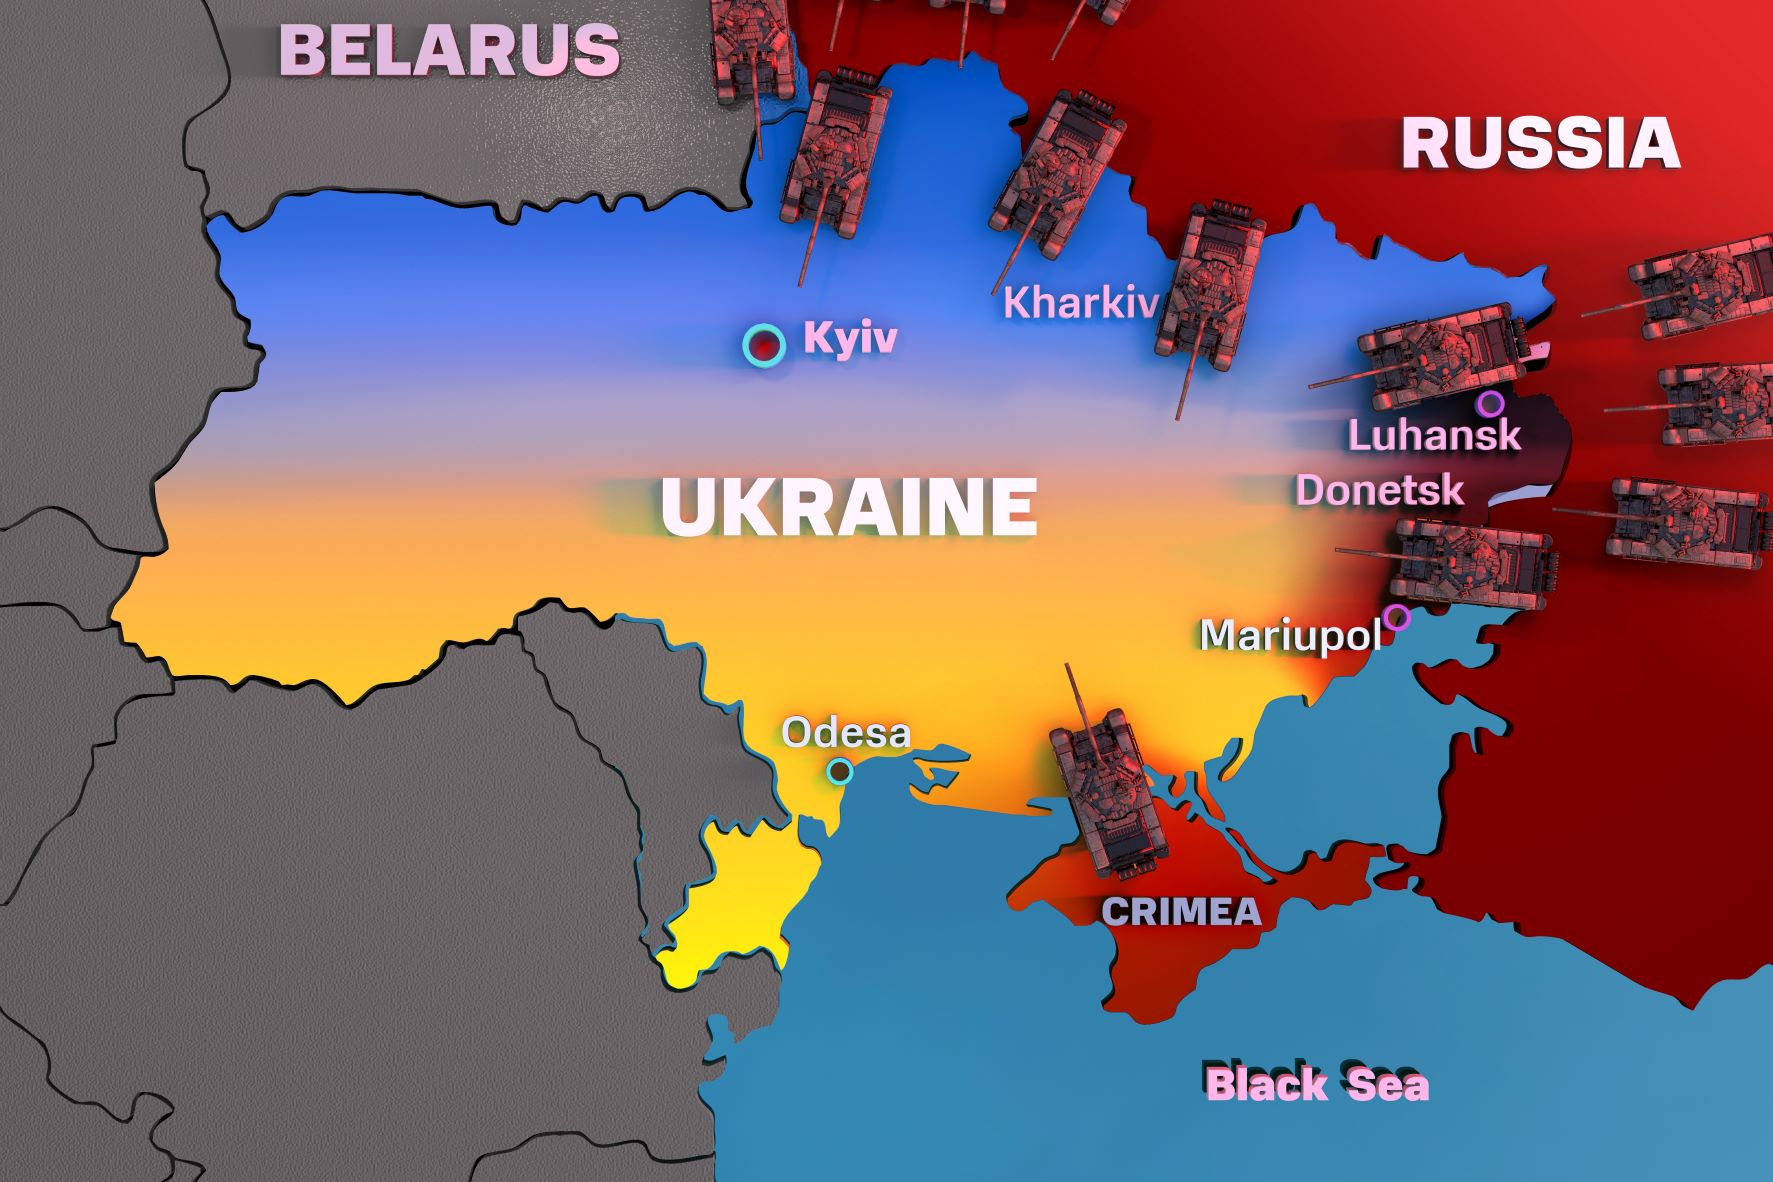 BELARUS
RUSSIA
Kharkiv
Kyiv
Luhansk
Donetsk
UKRAINE
Mariupol
Odesa
CRIMEA
Black Sea